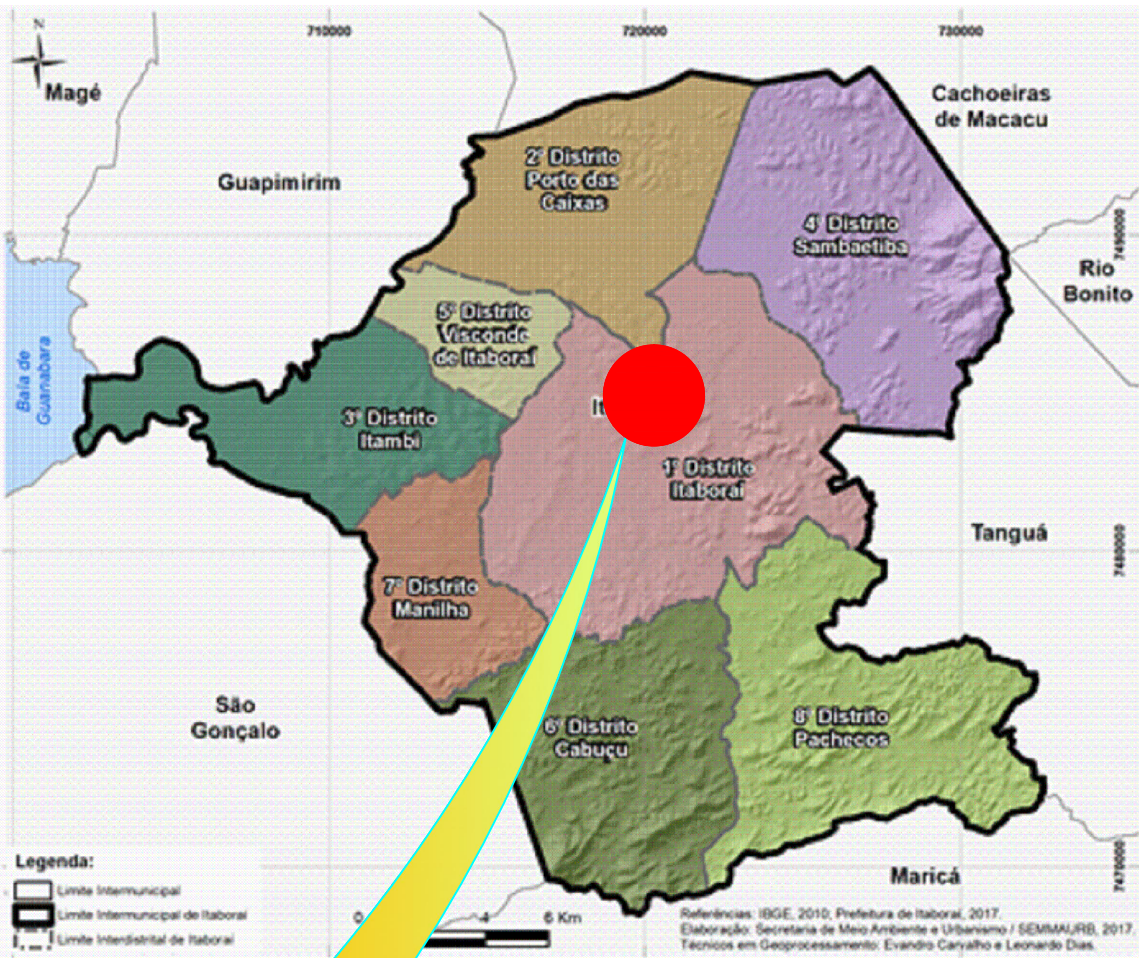 N
710000
720000
730000
Magé
Cachoeiras
de Macacu
Guapimirim
2º Distrito
Porto das
Caixas
4º Distrito
Sambaetiba
7490000
Rio
Bonito
5º Distrito
Visconde
de Itaboraí
Baía de
Guanabara
3º Distrito
Itambi
It
1º Distrito
Itaboraí
Tanguá
7480000
7º Distrito
Manilha
São
Gonçalo
6º Distrito
Cabuçu
8º Distrito
Pachecos
Maricá
7470000
Legenda:
Limite Intermunicipal
Limite Intermunicipal de Itaboraí
Limite Interdistrital de Itaboraí
0
4
6 Km
Referências: IBGE, 2010; Prefeitura de Itaboraí, 2017.
Elaboração: Secretaria de Meio Ambiente e Urbanismo / SEMMAURB, 2017.
Técnicos em Geoprocessamento: Evandro Carvalho e Leonardo Dias.